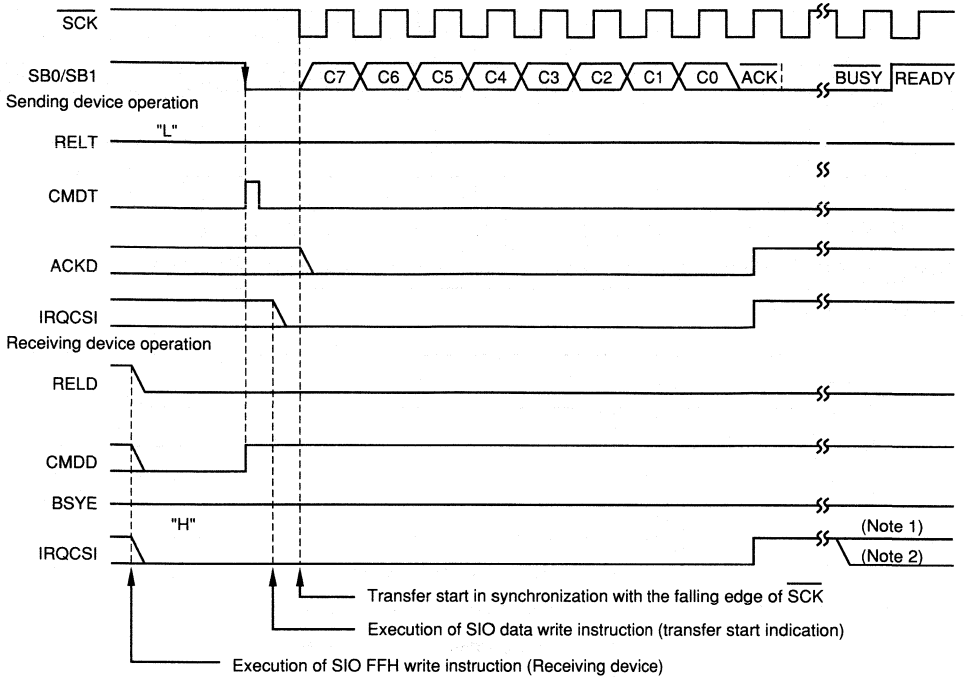 SCK
SB0/SB1
C7 C6 C5 C4 C3 C2 C1 C0 ACK BUSY READY
Sending device operation
"L"
RELT
CMDT
ACKD
IRQCSI
Receiving device operation
RELD
CMDD
BSYE
"H"
(Note 1)
IRQCSI
(Note 2)
Transfer start in synchronization with the falling edge of SCK
Execution of SIO data write instruction (transfer start indication)
Execution of SIO FFH write instruction (Receiving device)